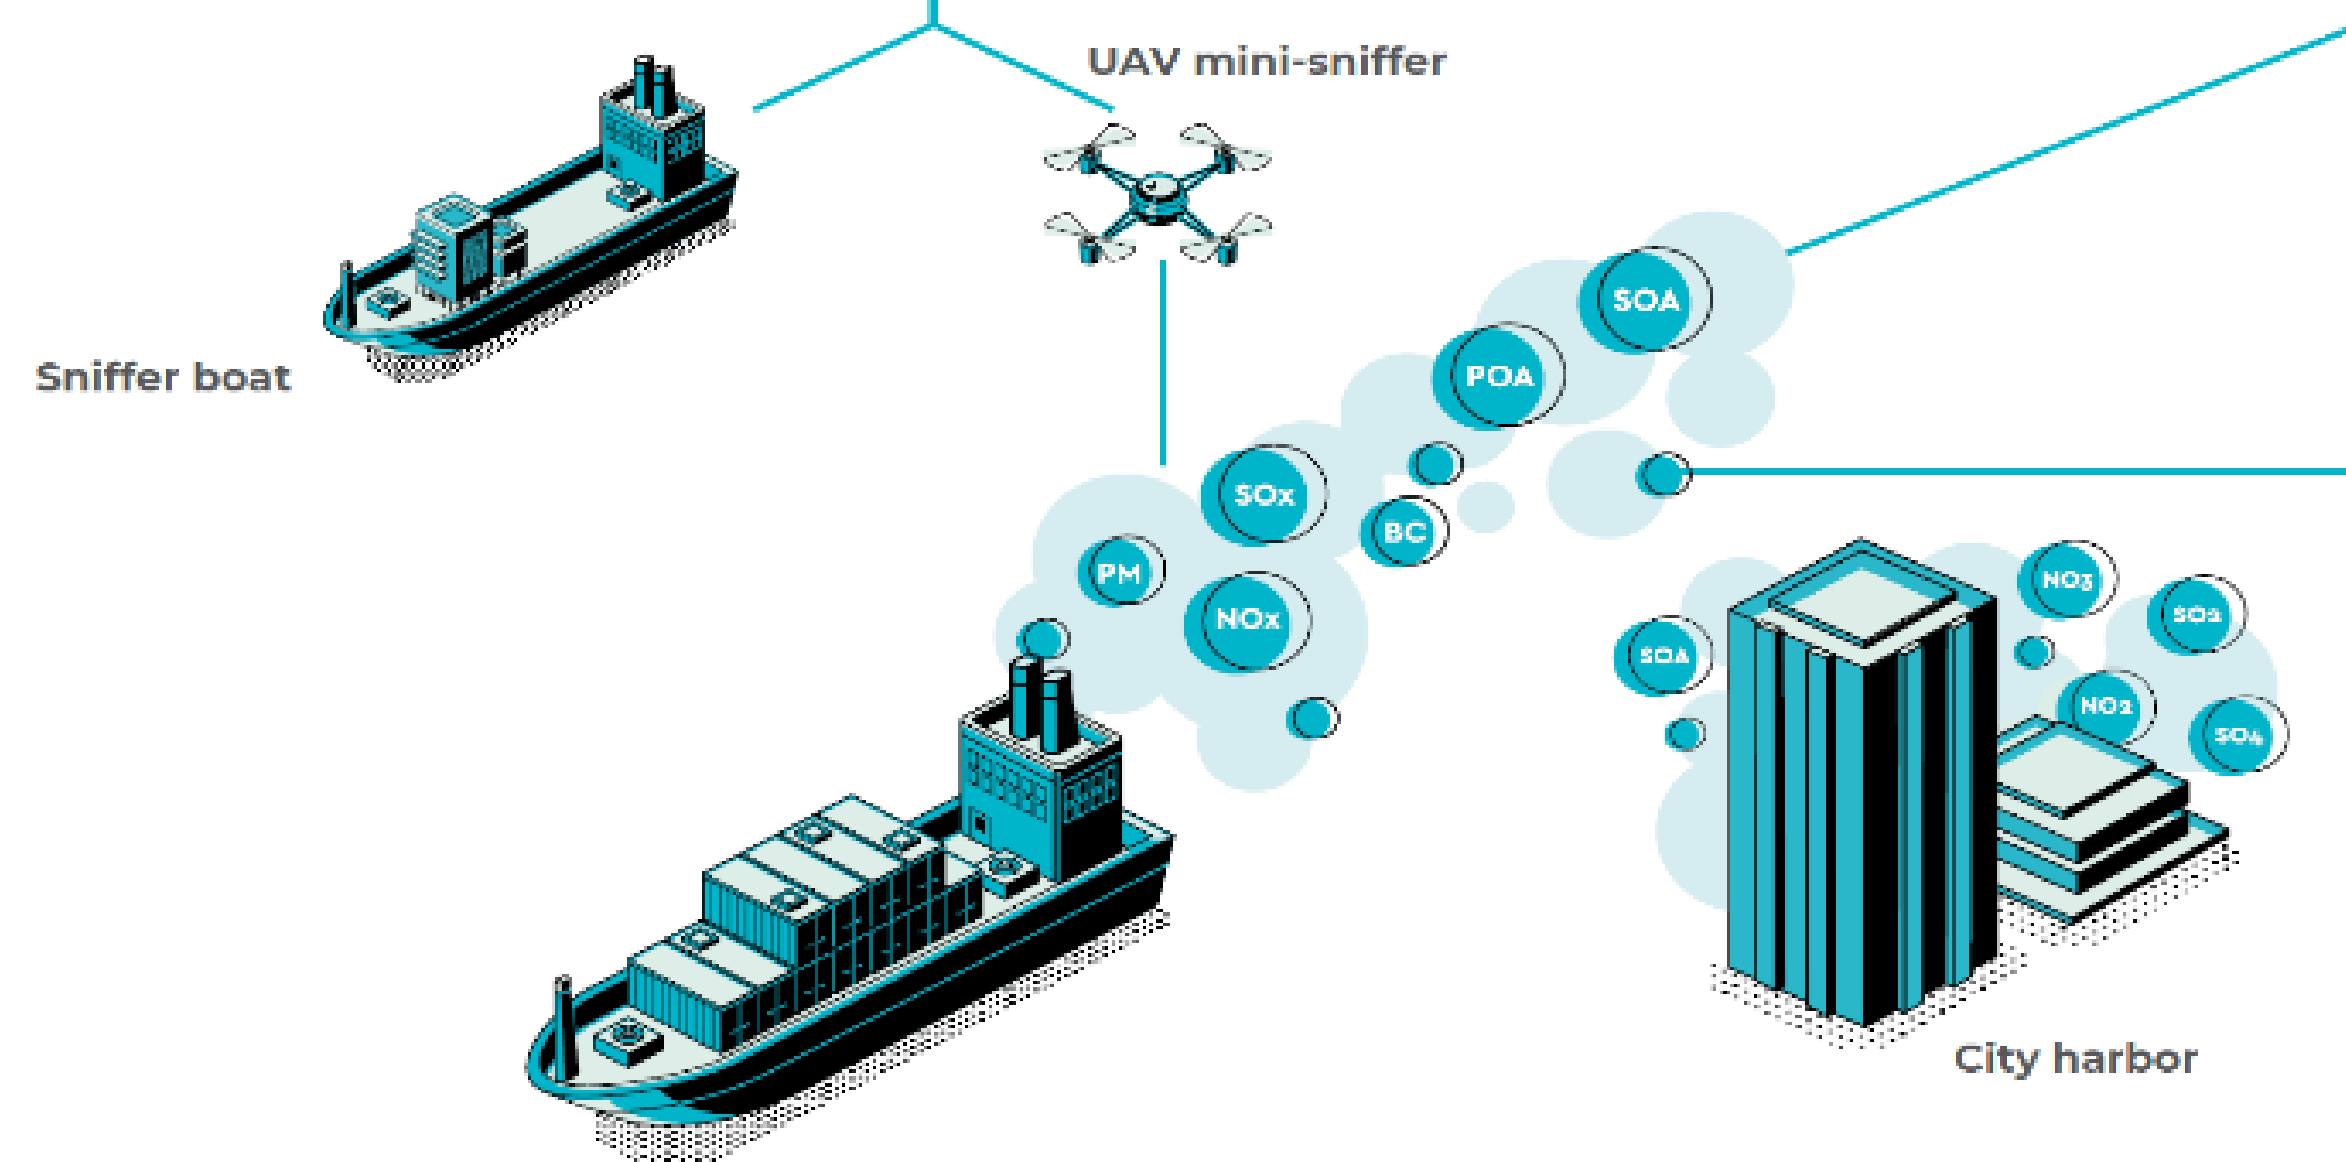 UAV mini-sniffer
Sniffer boat
SOA
POA
SOx
BC
PM
NOx
NO3
SO2
SOA
NO2
SO4
City harbor